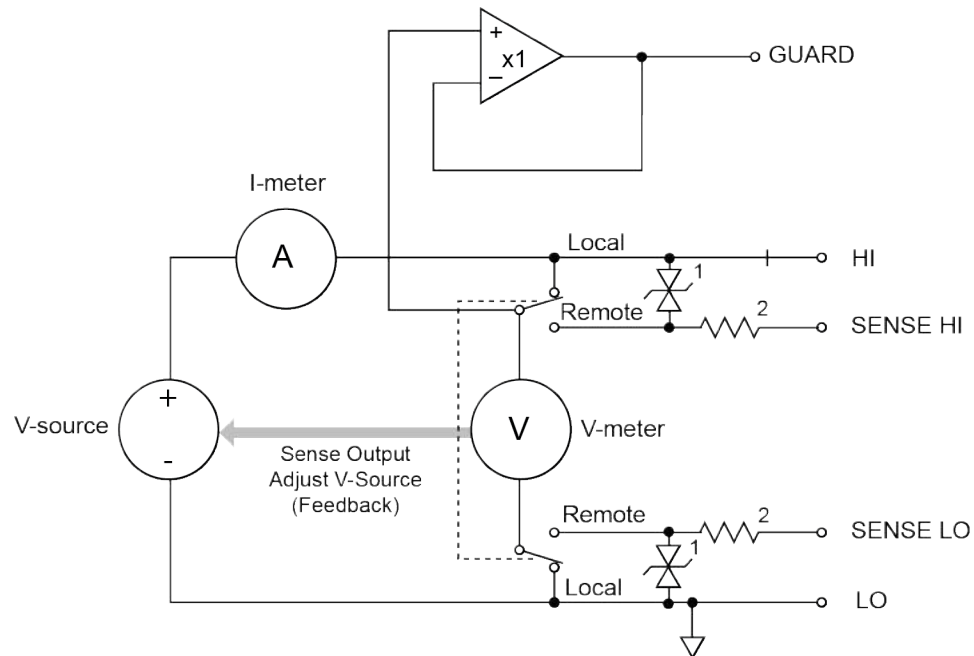 +
x1
–
GUARD
I-meter
A
Local
HI
1
Remote
2
SENSE HI
V-source
+
-
V
V-meter
Sense Output
Adjust V-Source
(Feedback)
Remote
2
SENSE LO
1
Local
LO